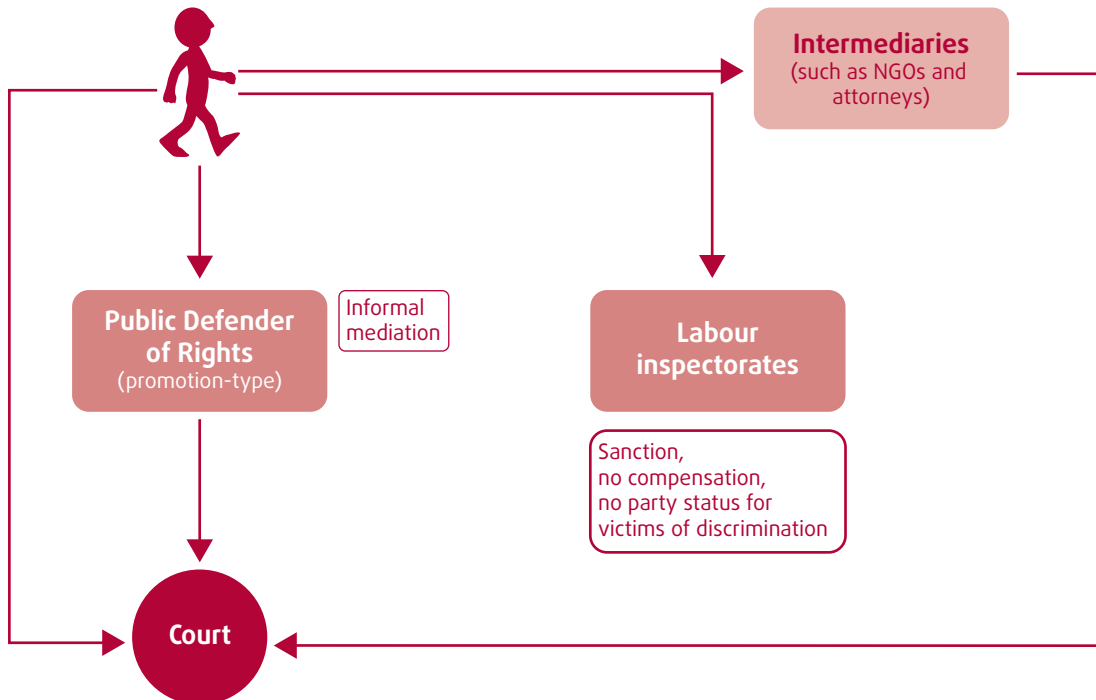 Intermediaries
(such as NGOs and
attorneys)
Public Defender
of Rights
(promotion-type)
Informal
mediation
Labour
inspectorates
Sanction,
no compensation,
no party status for
victims of discrimination
Court